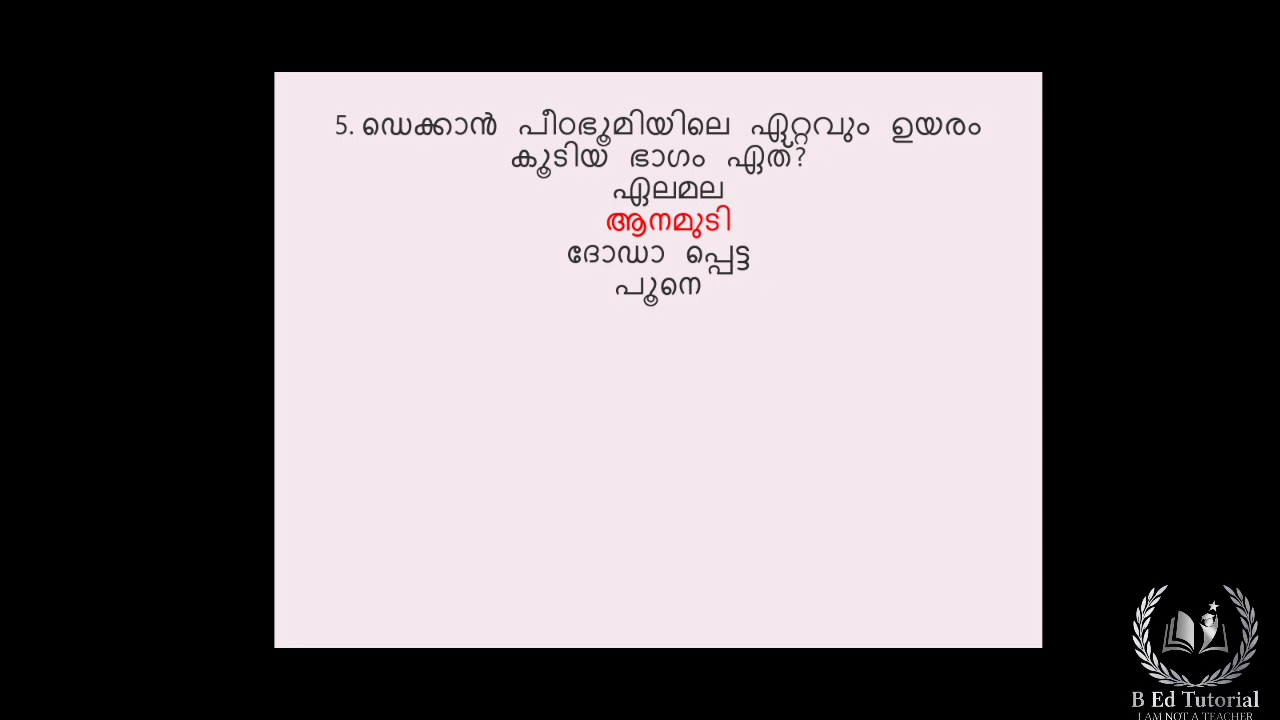 5. ഡെക്കാൻ പീഠഭൂമിയിലെ ഏറ്റവും ഉയരം
കൂടിയ ഭാഗം ഏത്?
ഏലമല
ആനമുടി
ദോഡാ പ്പെട്ട
പൂനെ
B Ed Tutorial
I AM NOT A TEACHER